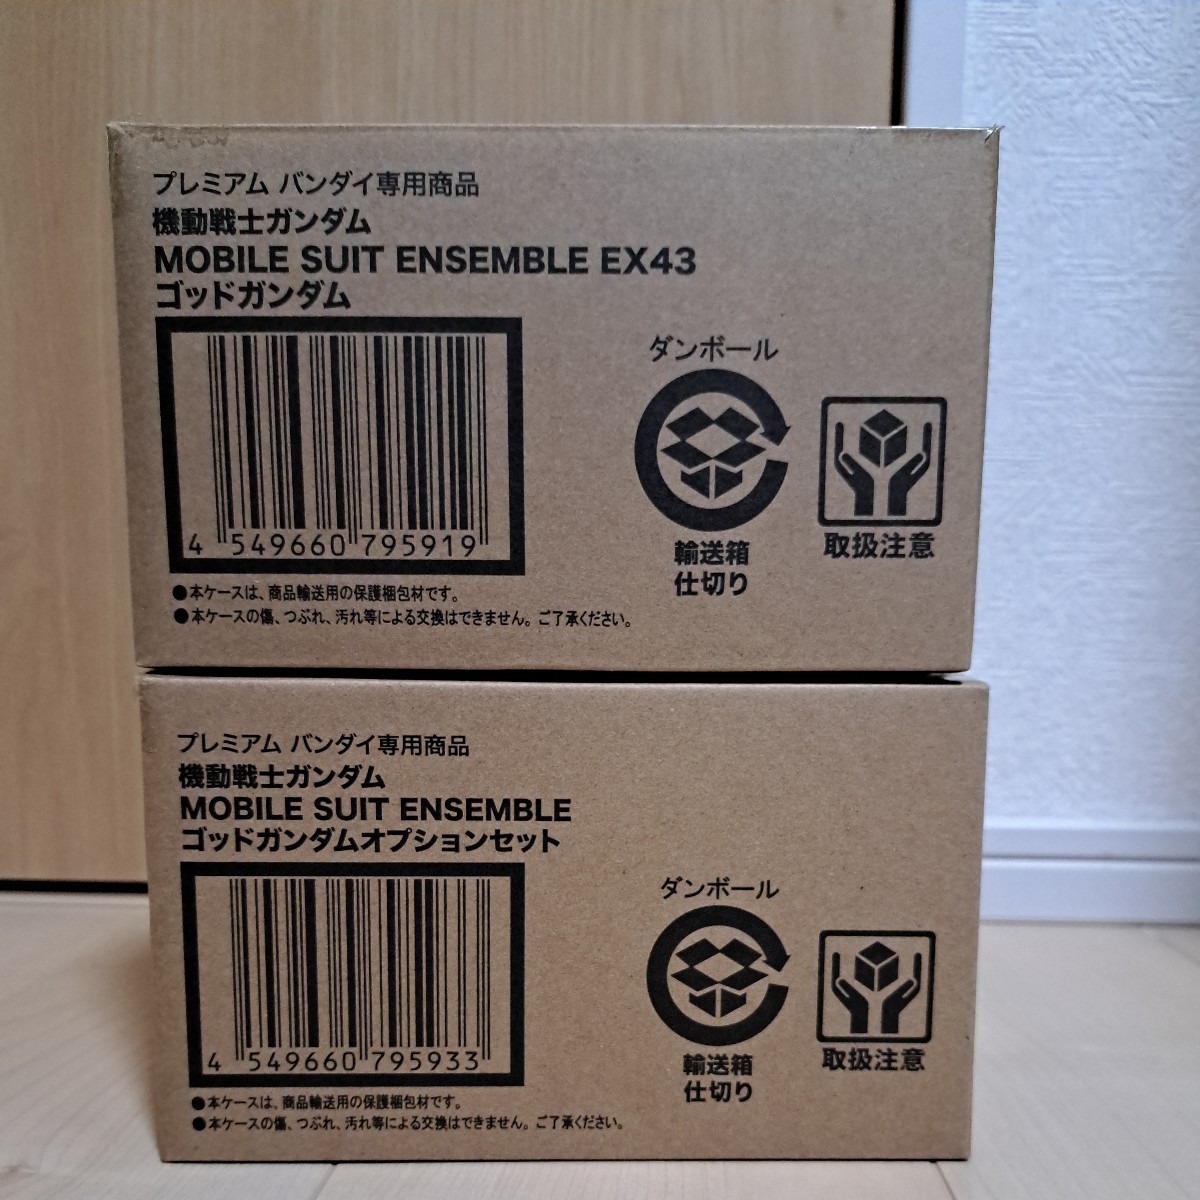 プレミアム バンダイ専用商品
機動戦士ガンダム
MOBILE SUIT ENSEMBLE EX43
ゴッドガンダム
4 549660 795919
ダンボール
輸送箱
仕切り
取扱注意
●本ケースは、商品輸送用の保護梱包材です。
●本ケースの傷、つぶれ、汚れ等による交換はできません。ご了承ください。
プレミアム バンダイ専用商品
機動戦士ガンダム
MOBILE SUIT ENSEMBLE
ゴッドガンダムオプションセット
4 549660 795933
ダンボール
輸送箱
仕切り
取扱注意
●本ケースは、商品輸送用の保護梱包材です。
●本ケースの傷、つぶれ、汚れ等による交換はできません。ご了承ください。